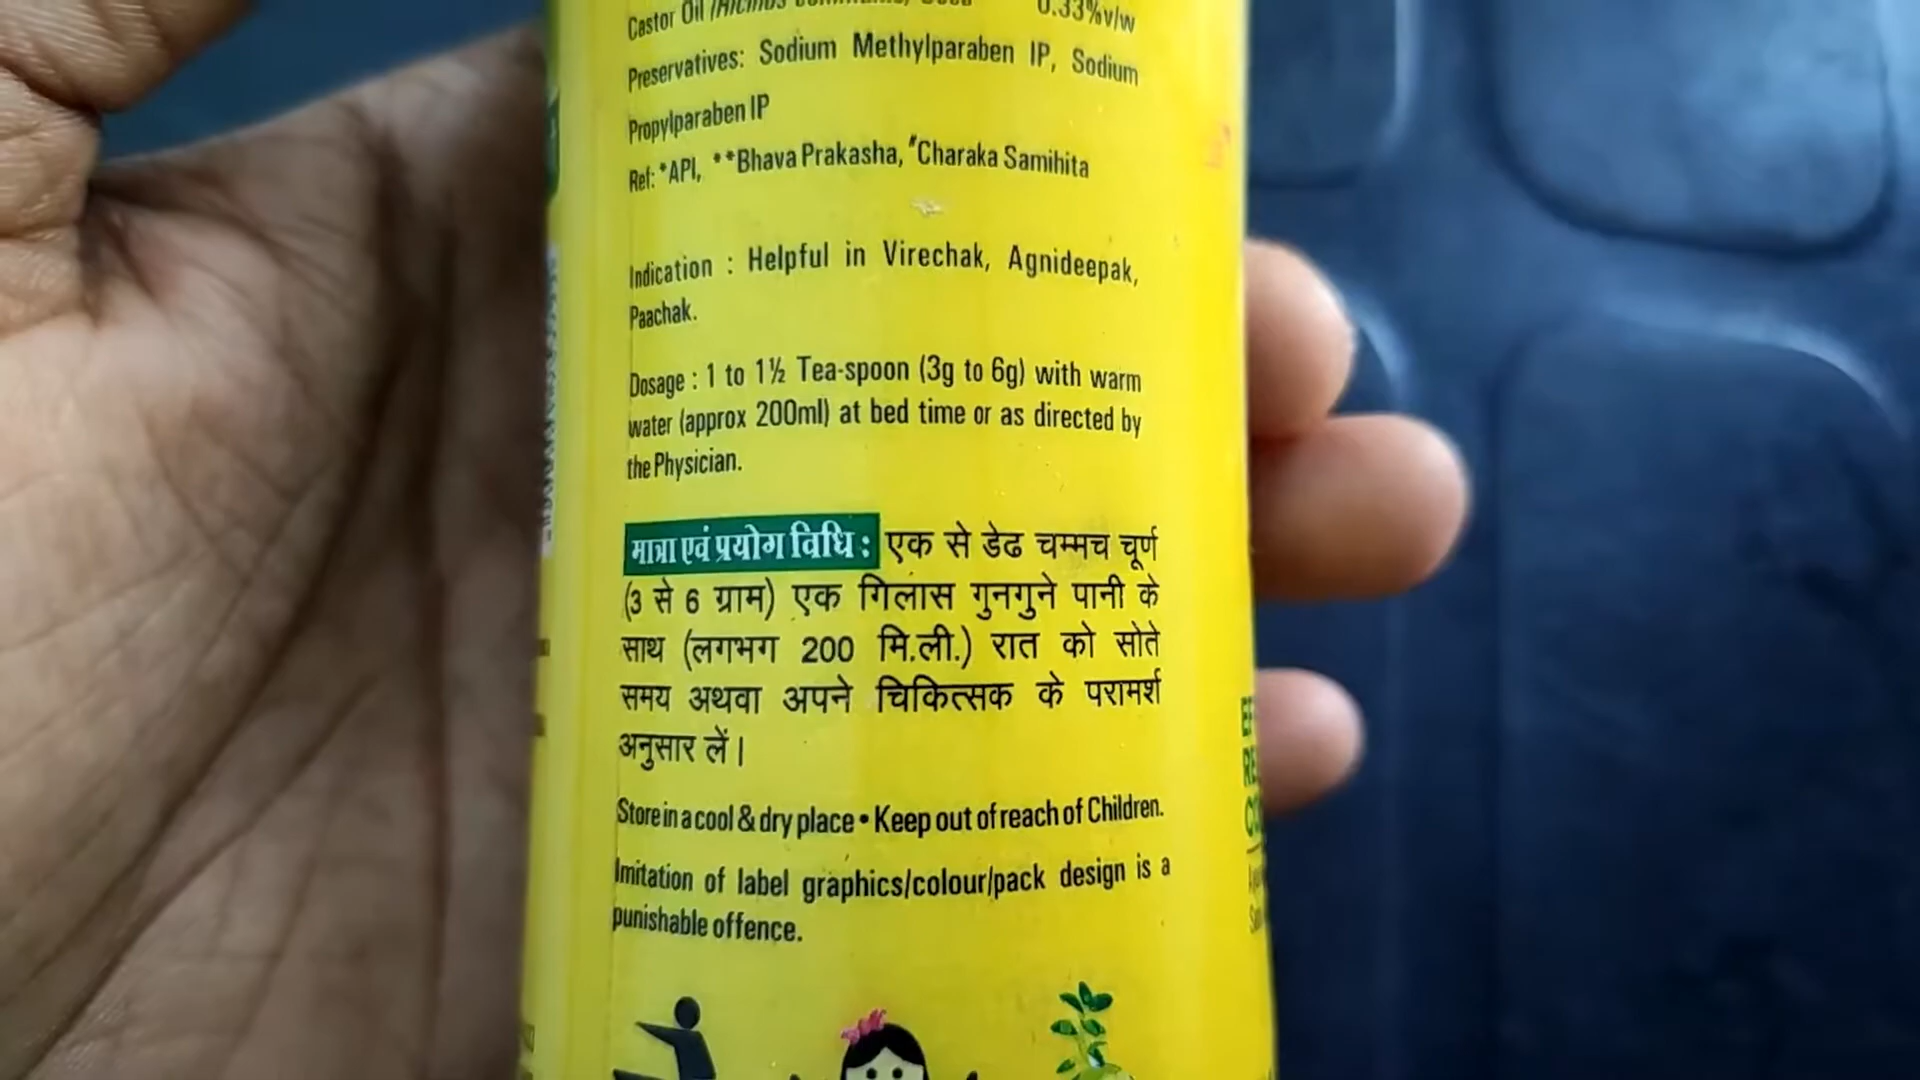 Castor Oil 0.33%v/w
Preservatives: Sodium Methylparaben IP, Sodium
Propylparaben IP
Ref: *API, **Bhava Prakasha, #Charaka Samihita
Indication : Helpful in Virechak, Agnideepak,
Paachak.
Dosage : 1 to 1½ Tea-spoon (3g to 6g) with warm
water (approx 200ml) at bed time or as directed by
the Physician.
मात्रा एवं प्रयोग विधि : एक से डेढ चम्मच चूर्ण
(3 से 6 ग्राम) एक गिलास गुनगुने पानी के
साथ (लगभग 200 मि.ली.) रात को सोते
समय अथवा अपने चिकित्सक के परामर्श
अनुसार लें।
Store in a cool & dry place • Keep out of reach of Children.
Imitation of label graphics/colour/pack design is a
punishable offence.